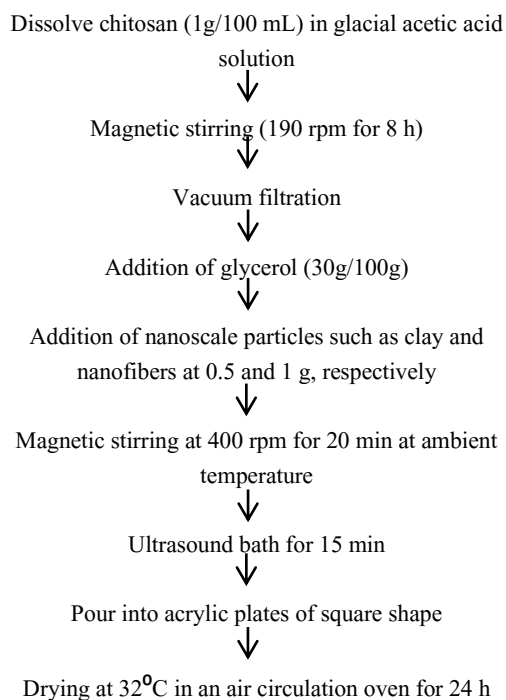 Dissolve chitosan (1g/100 mL) in glacial acetic acid
solution
Magnetic stirring (190 rpm for 8 h)
Vacuum filtration
Addition of glycerol (30g/100g)
Addition of nanoscale particles such as clay and
nanofibers at 0.5 and 1 g, respectively
Magnetic stirring at 400 rpm for 20 min at ambient
temperature
Ultrasound bath for 15 min
Pour into acrylic plates of square shape
Drying at 32⁰C in an air circulation oven for 24 h